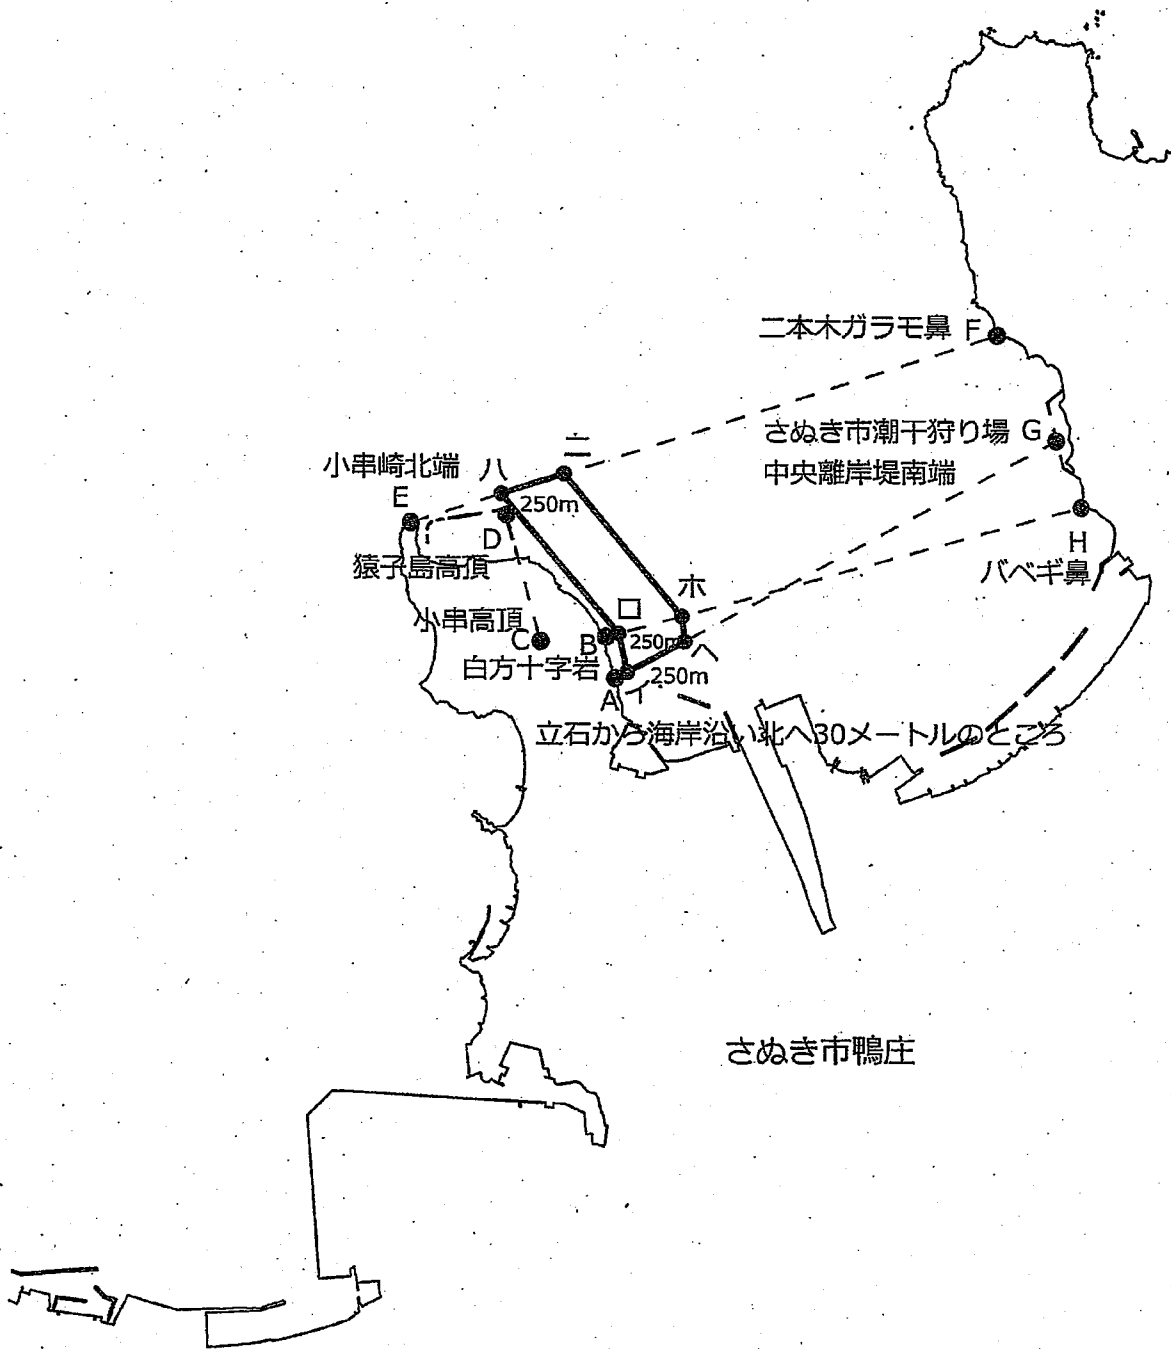 二本木ガラモ鼻 F
さぬき市潮干狩り場 G
中央離岸堤南端
ニ
小串崎北端 ハ
E
250m
D
H
猿子島高頂
バベギ鼻
ホ
小串高頂
ロ
C
B
250m
ヘ
白方十字岩
250m
A イ
立石から海岸沿い北へ30メートルのところ
さぬき市鴨庄